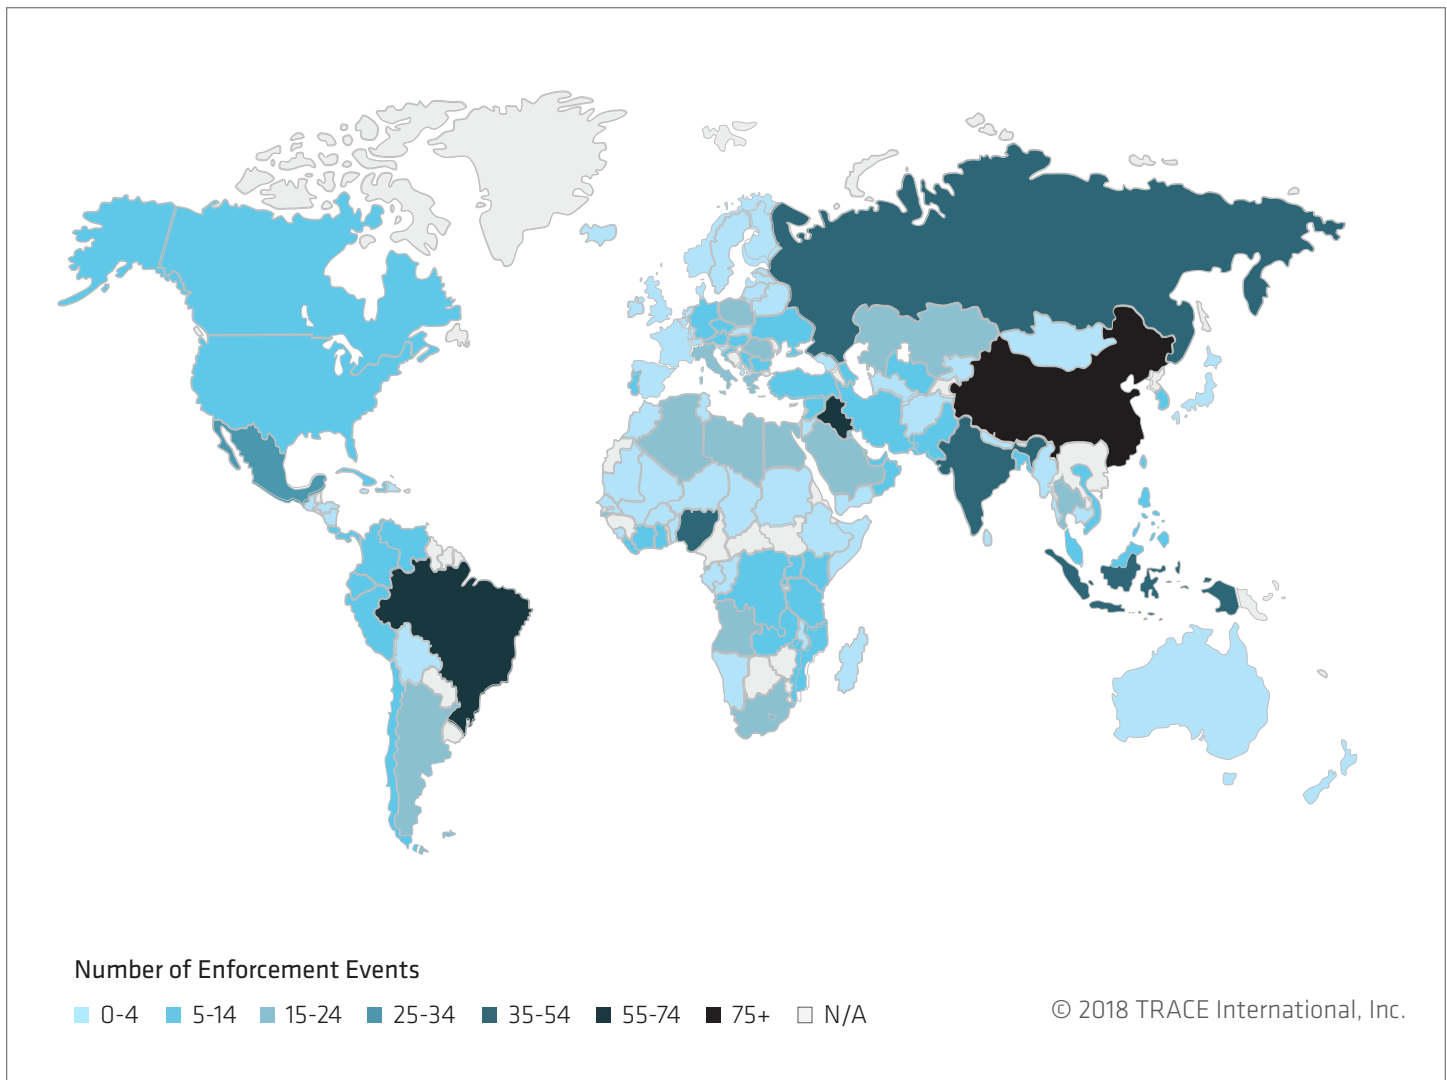 Number of Enforcement Events
0-4 5-14 15-24 25-34 35-54 55-74 75+ N/A
© 2018 TRACE International, Inc.